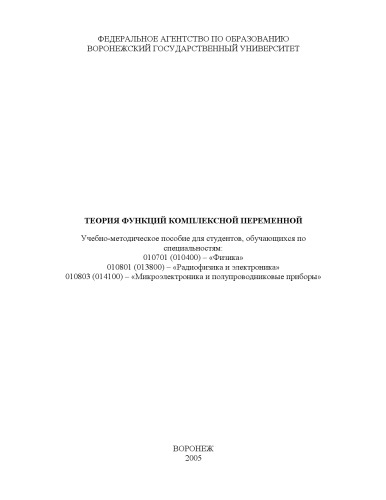 ФЕДЕРАЛЬНОЕ АГЕНТСТВО ПО ОБРАЗОВАНИЮ
ВОРОНЕЖСКИЙ ГОСУДАРСТВЕННЫЙ УНИВЕРСИТЕТ
ТЕОРИЯ ФУНКЦИЙ КОМПЛЕКСНОЙ ПЕРЕМЕННОЙ
Учебно-методическое пособие для студентов, обучающихся по
специальностям:
010701 (010400) – «Физика»
010801 (013800) – «Радиофизика и электроника»
010803 (014100) – «Микроэлектроника и полупроводниковые приборы»
ВОРОНЕЖ
2005